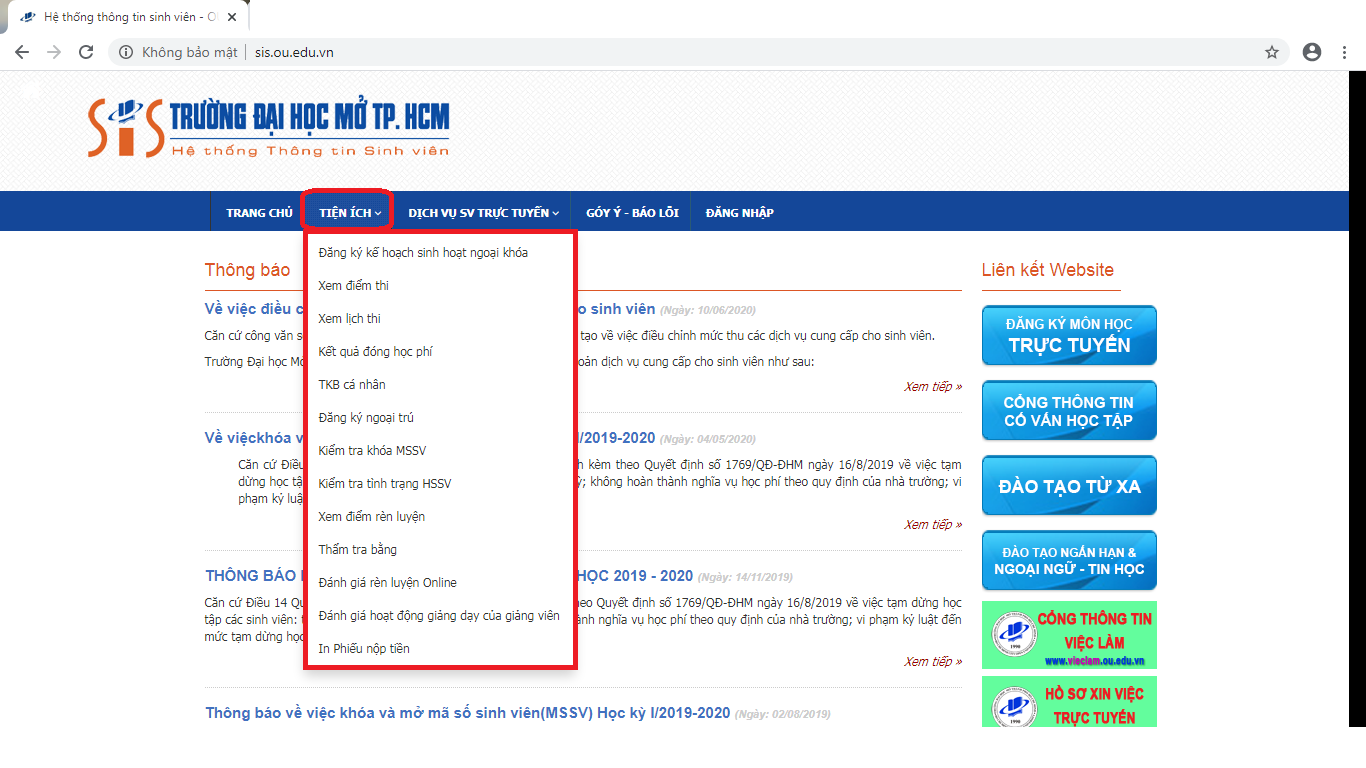 Hệ thống thông tin sinh viên - O
Không bảo mật | sis.ou.edu.vn
SiS TRƯỜNG ĐẠI HỌC MỞ TP. HCM
Hệ thống Thông tin Sinh viên
TRANG CHỦ TIỆN ÍCH DỊCH VỤ SV TRỰC TUYẾN GÓY Ý - BÁO LỖI ĐĂNG NHẬP
Đăng ký kế hoạch sinh hoạt ngoại khóa
Xem điểm thi
Xem lịch thi
Kết quả đóng học phí
TKB cá nhân
Đăng ký ngoại trú
Kiểm tra khóa MSSV
Kiểm tra tình trạng HSSV
Xem điểm rèn luyện
Thẩm tra bằng
Đánh giá rèn luyện Online
Đánh giá hoạt động giảng dạy của giảng viên
In Phiếu nộp tiền
Thông báo
Về việc điều c o sinh viên (Ngày: 10/06/2020)
Căn cứ công văn s tạo về việc điều chỉnh mức thu các dịch vụ cung cấp cho sinh viên.
Trường Đại học Mở oản dịch vụ cung cấp cho sinh viên như sau:
Xem tiếp »
Về việckhóa v I/2019-2020 (Ngày: 04/05/2020)
Căn cứ Điều h kèm theo Quyết định số 1769/QĐ-ĐHM ngày 16/8/2019 về việc tạm
dừng học tậ ý; không hoàn thành nghĩa vụ học phí theo quy định của nhà trường; vi
phạm kỷ luậ
Xem tiếp »
THÔNG BÁO HỌC 2019 - 2020 (Ngày: 14/11/2019)
Căn cứ Điều 14 Qu eo Quyết định số 1769/QĐ-ĐHM ngày 16/8/2019 về việc tạm dừng học
tập các sinh viên: t hành nghĩa vụ học phí theo quy định của nhà trường; vi phạm kỷ luật đến
mức tạm dừng học
Xem tiếp »
Thông báo về việc khóa và mở mã số sinh viên(MSSV) Học kỳ I/2019-2020 (Ngày: 02/08/2019)
Liên kết Website
ĐĂNG KÝ MÔN HỌC
TRỰC TUYẾN
CỔNG THÔNG TIN
CỐ VẤN HỌC TẬP
ĐÀO TẠO TỪ XA
ĐÀO TẠO NGẮN HẠN &
NGOẠI NGỮ - TIN HỌC
CỔNG THÔNG TIN
VIỆC LÀM
www.vieclam.ou.edu.vn
1990
HỒ SƠ XIN VIỆC
TRỰC TUYẾN